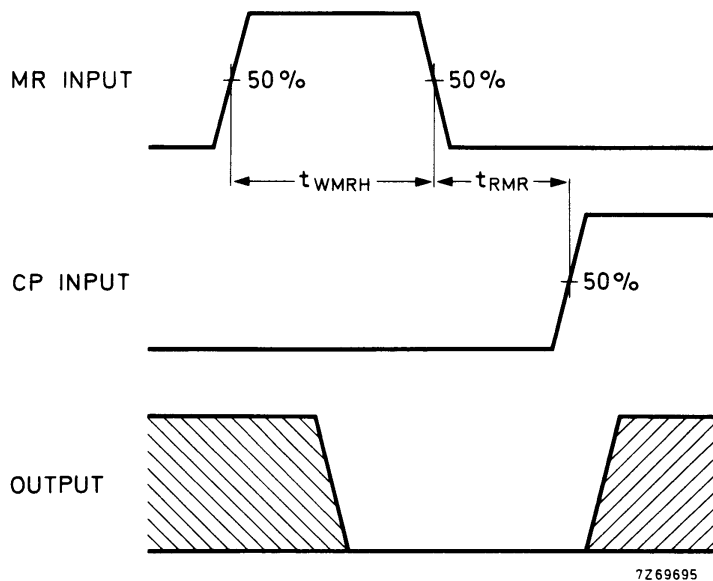 MR INPUT
50%
50%
tWMRH
tRMR
CP INPUT
50%
OUTPUT
7Z69695